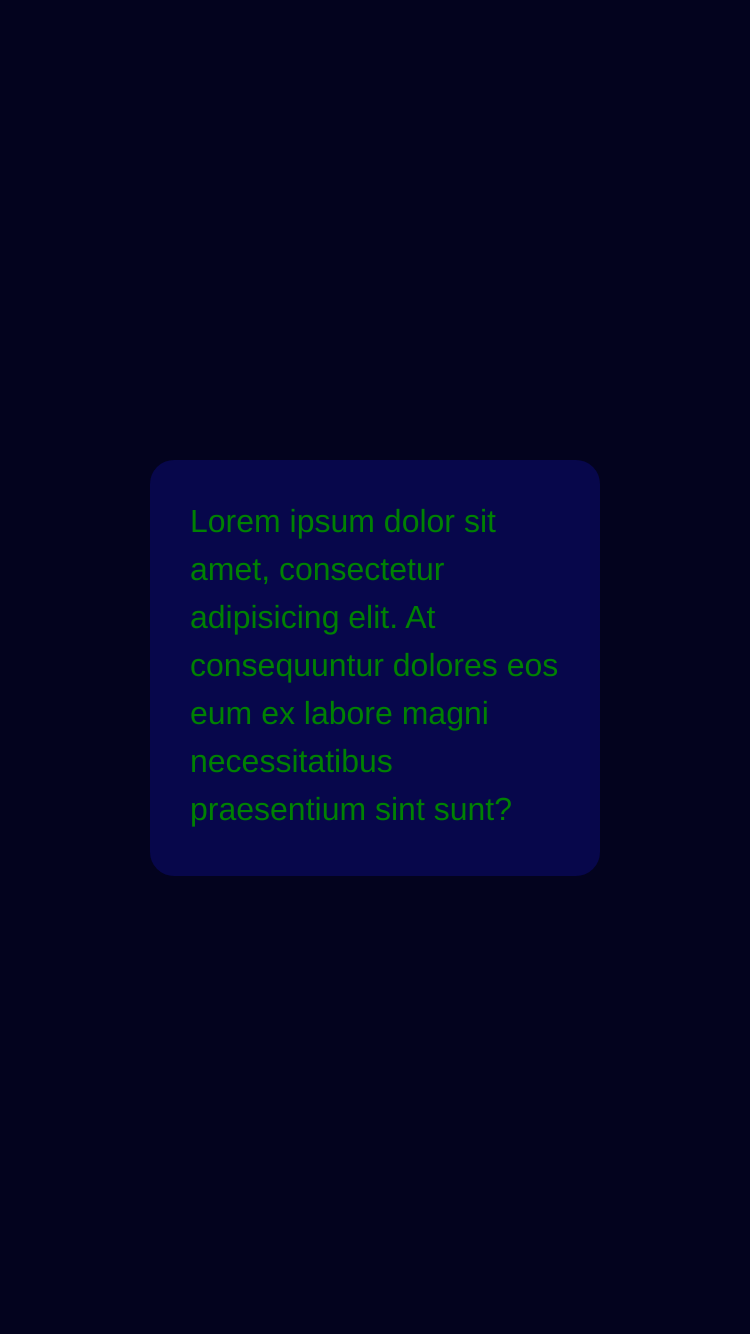 Lorem ipsum dolor sit
amet, consectetur
adipisicing elit. At
consequuntur dolores eos
eum ex labore magni
necessitatibus
praesentium sint sunt?